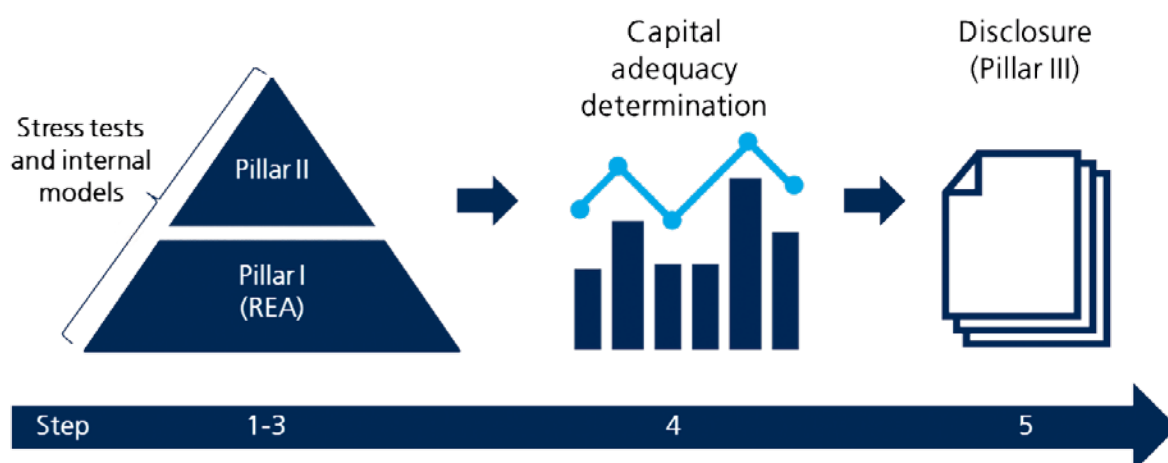 Stress tests
and internal
models
Pillar II
Pillar I
(REA)
Capital
adequacy
determination
Disclosure
(Pillar III)
Step
1-3
4
5